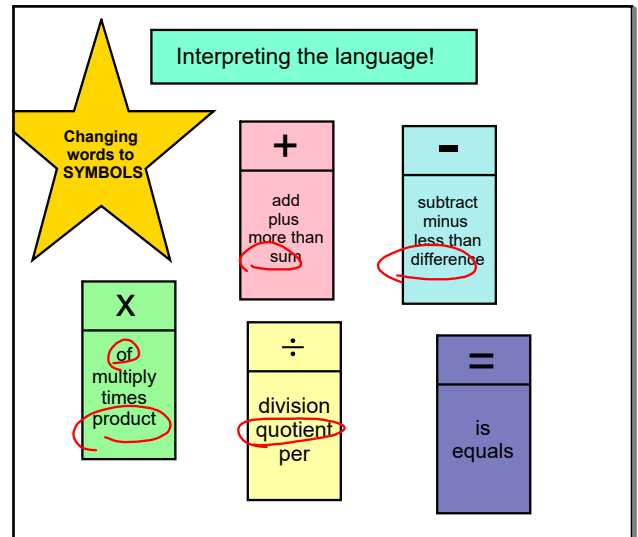 Interpreting the language!
Changing
words to
SYMBOLS
+
add
plus
more than
sum
-
subtract
minus
less than
difference
X
of
multiply
times
product
÷
division
quotient
per
=
is
equals